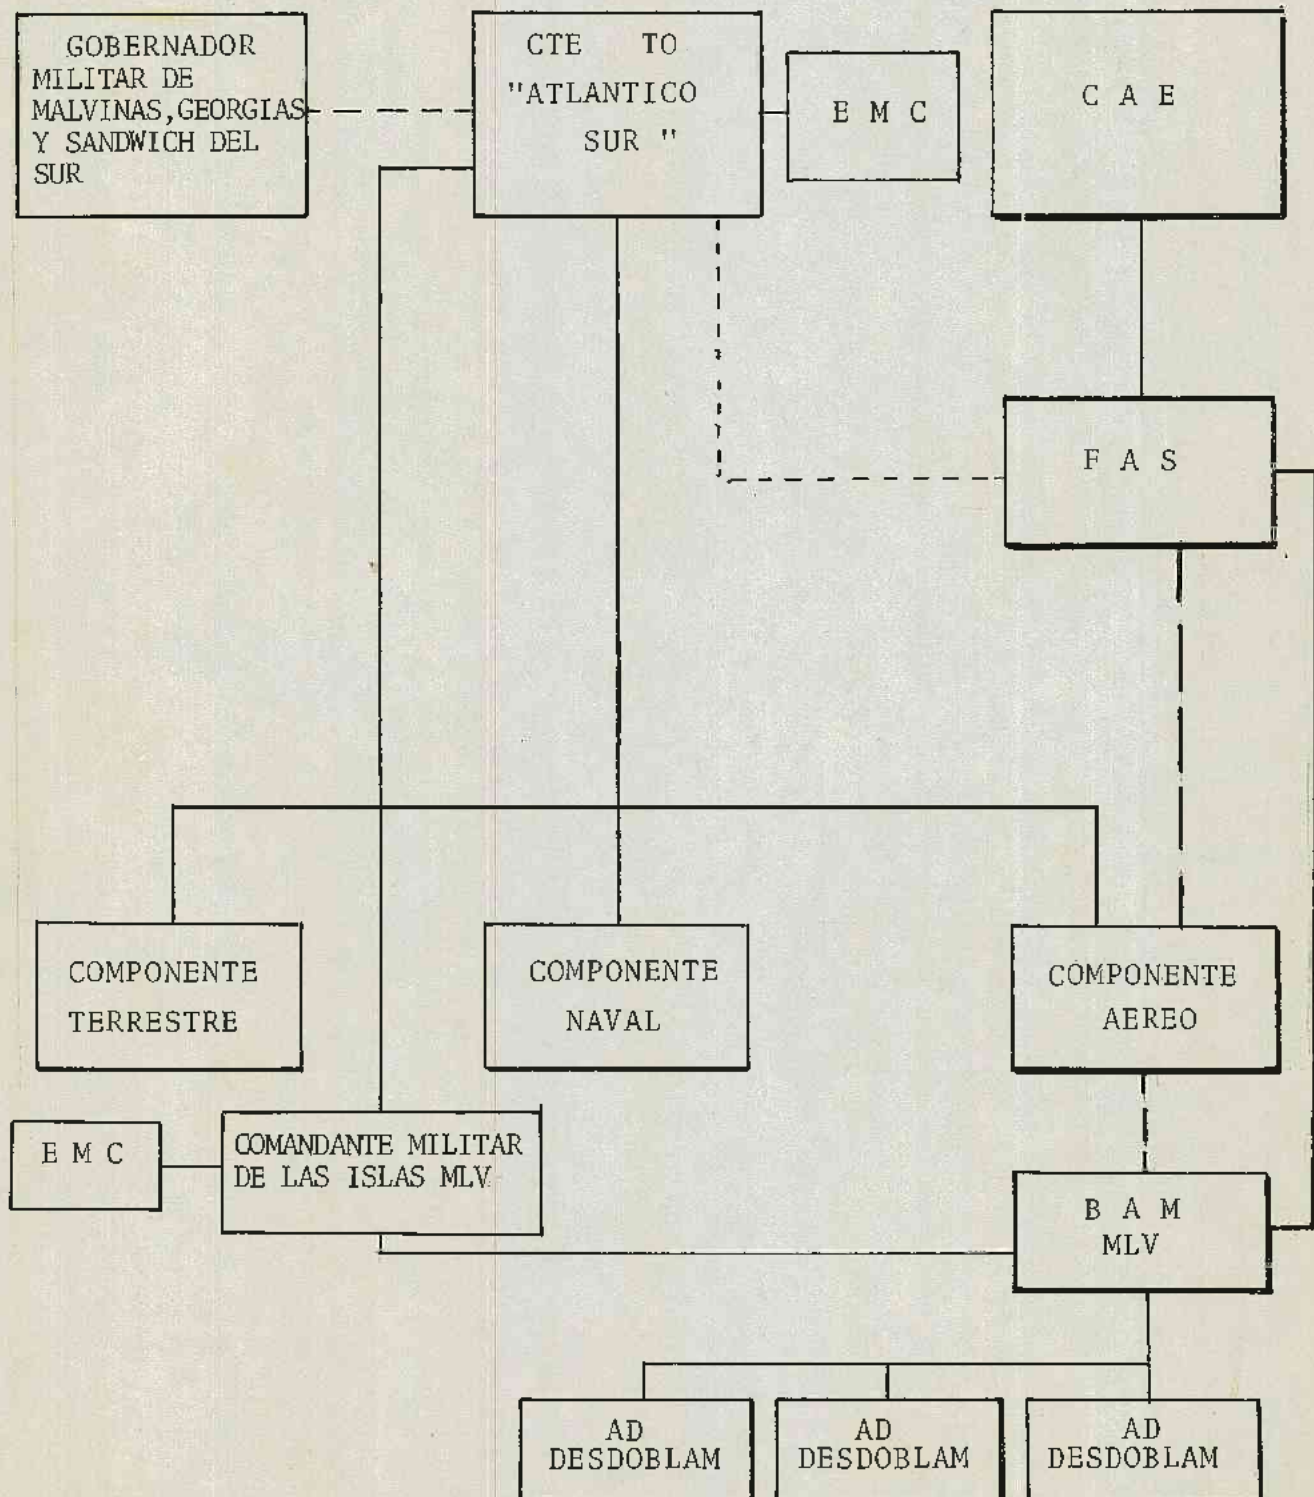 GOBERNADOR
MILITAR DE
MALVINAS,GEORGIAS
Y SANDWICH DEL
SUR
CTE TO
"ATLANTICO
SUR "
E M C
C A E
F A S
COMPONENTE
TERRESTRE
COMPONENTE
NAVAL
COMPONENTE
AEREO
E M C
COMANDANTE MILITAR
DE LAS ISLAS MLV
B A M
MLV
AD
DESDOBLAM
AD
DESDOBLAM
AD
DESDOBLAM